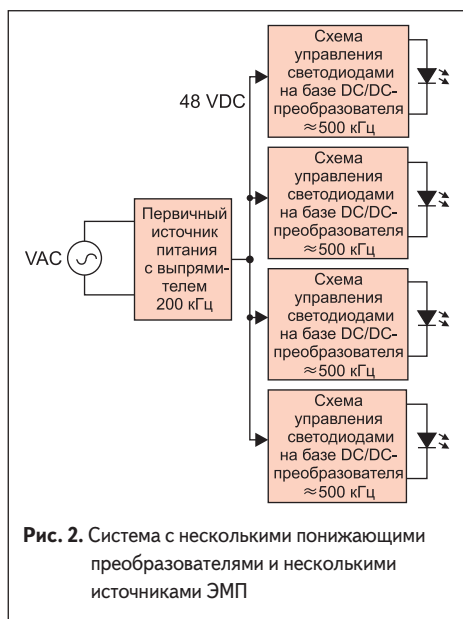 Схема
управления
светодиодами
на базе DC/DC-
преобразователя
≈500 кГц
48 VDC
Схема
управления
светодиодами
на базе DC/DC-
преобразователя
≈500 кГц
VAC
Первичный
источник
питания
с выпрями-
телем
200 кГц
Схема
управления
светодиодами
на базе DC/DC-
преобразователя
≈500 кГц
Схема
управления
светодиодами
на базе DC/DC-
преобразователя
≈500 кГц
Рис. 2. Система с несколькими понижающими
преобразователями и несколькими
источниками ЭМП